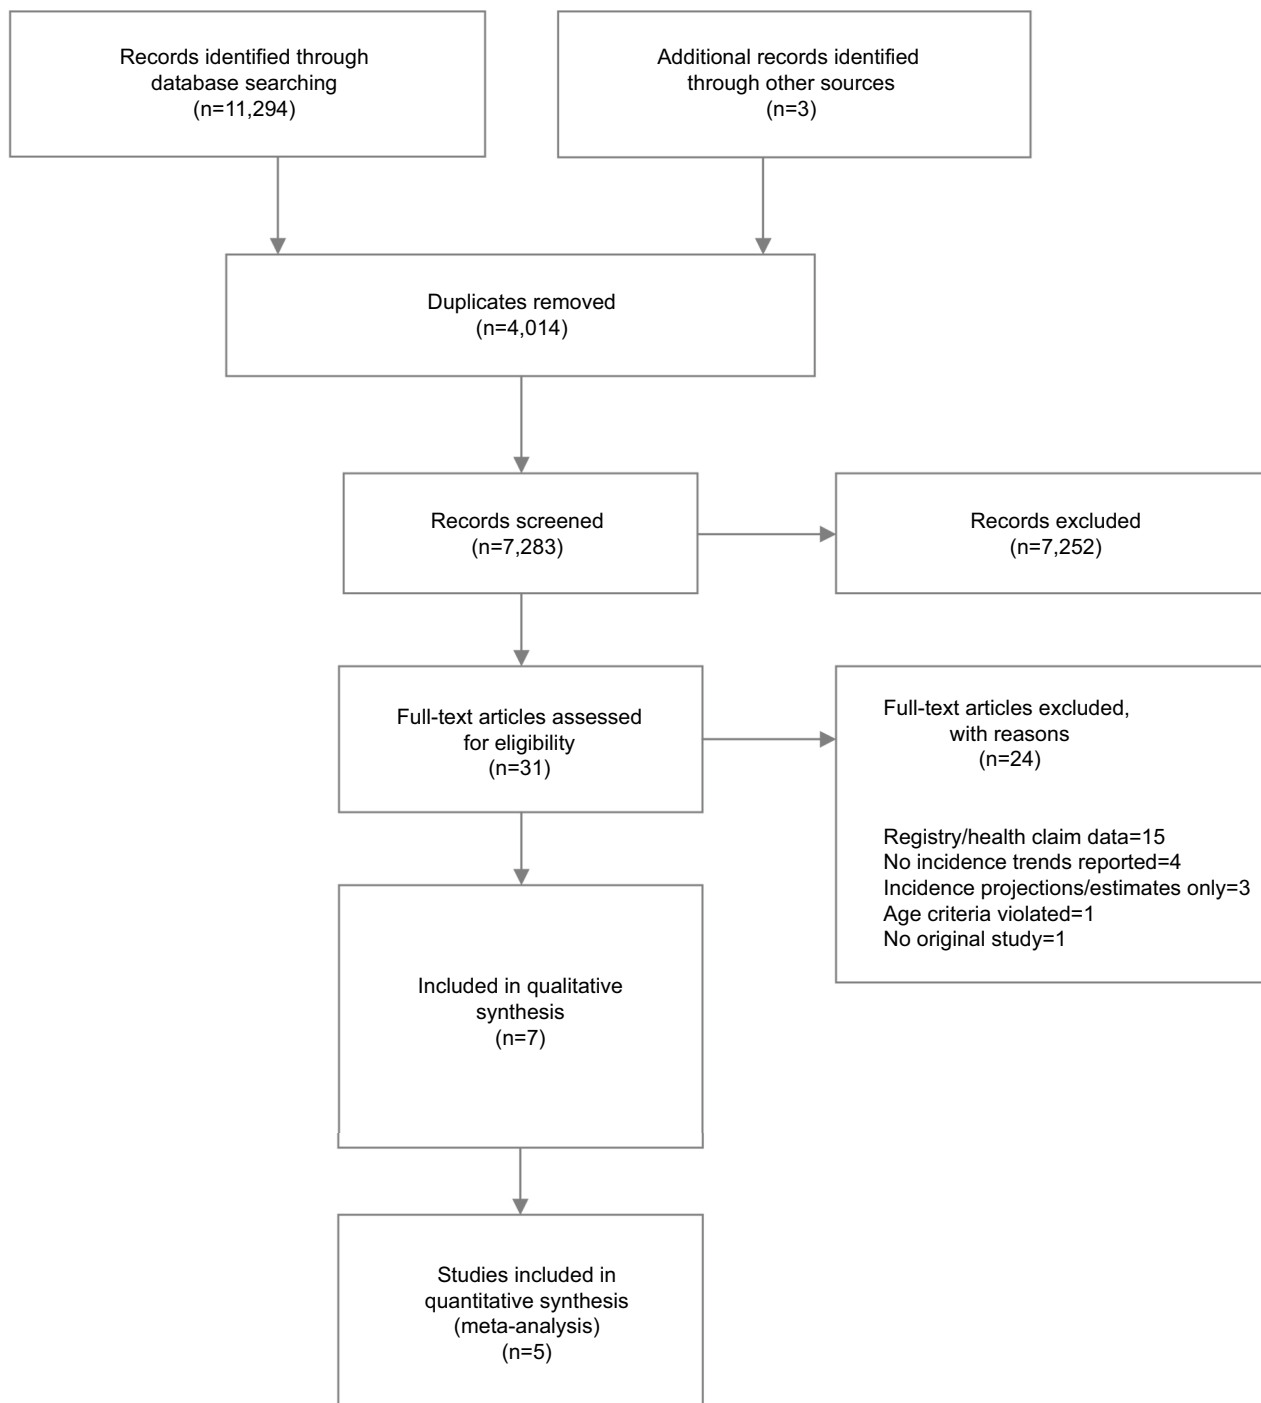 Records identified through
database searching
(n=11,294)
Additional records identified
through other sources
(n=3)
Duplicates removed
(n=4,014)
Records screened
(n=7,283)
Records excluded
(n=7,252)
Full-text articles assessed
for eligibility
(n=31)
Full-text articles excluded,
with reasons
(n=24)
Registry/health claim data=15
No incidence trends reported=4
Incidence projections/estimates only=3
Age criteria violated=1
No original study=1
Included in qualitative
synthesis
(n=7)
Studies included in
quantitative synthesis
(meta-analysis)
(n=5)